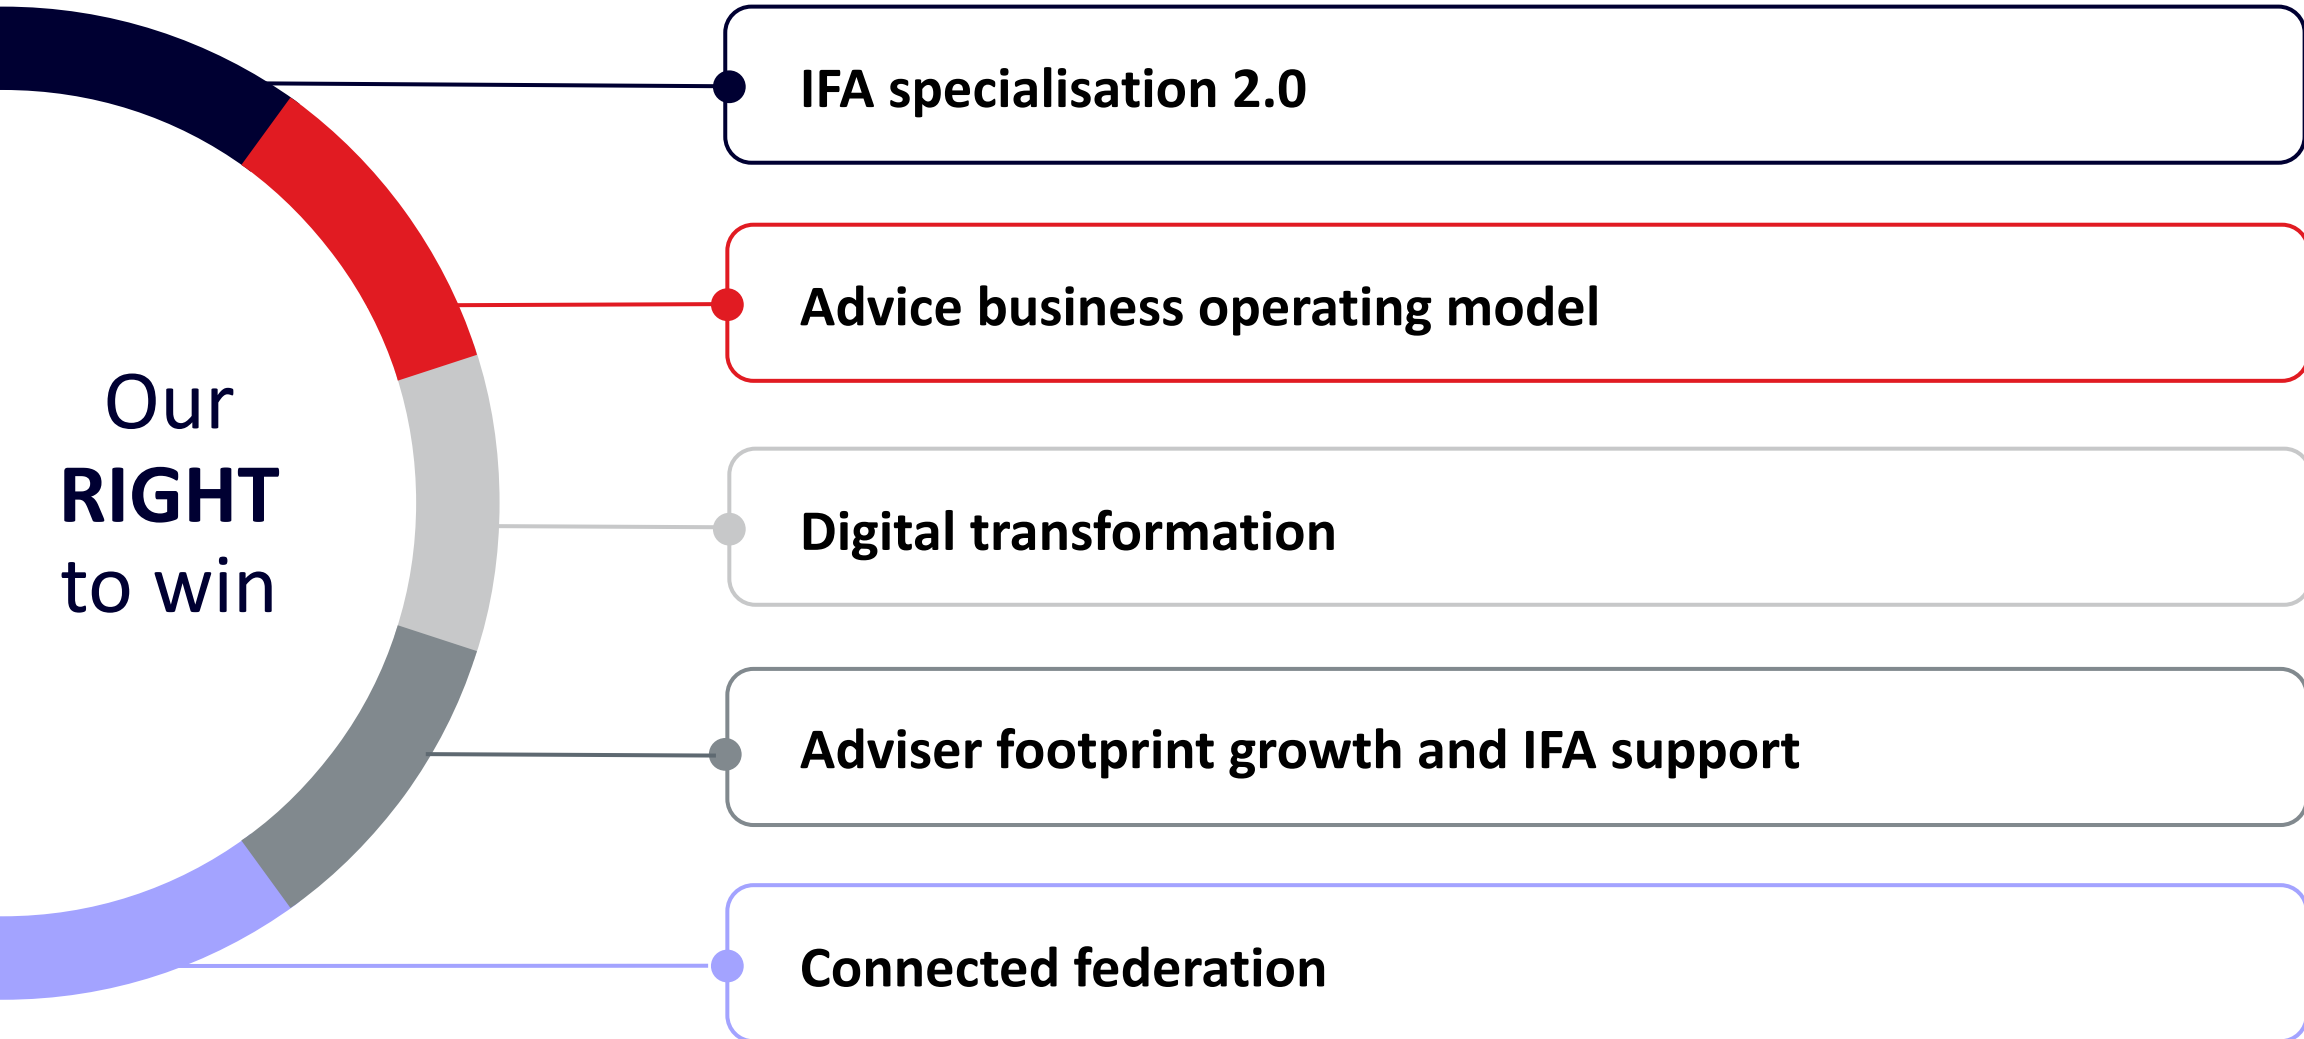 Our
RIGHT
to win
IFA specialisation 2.0
Advice business operating model
Digital transformation
Adviser footprint growth and IFA support
Connected federation